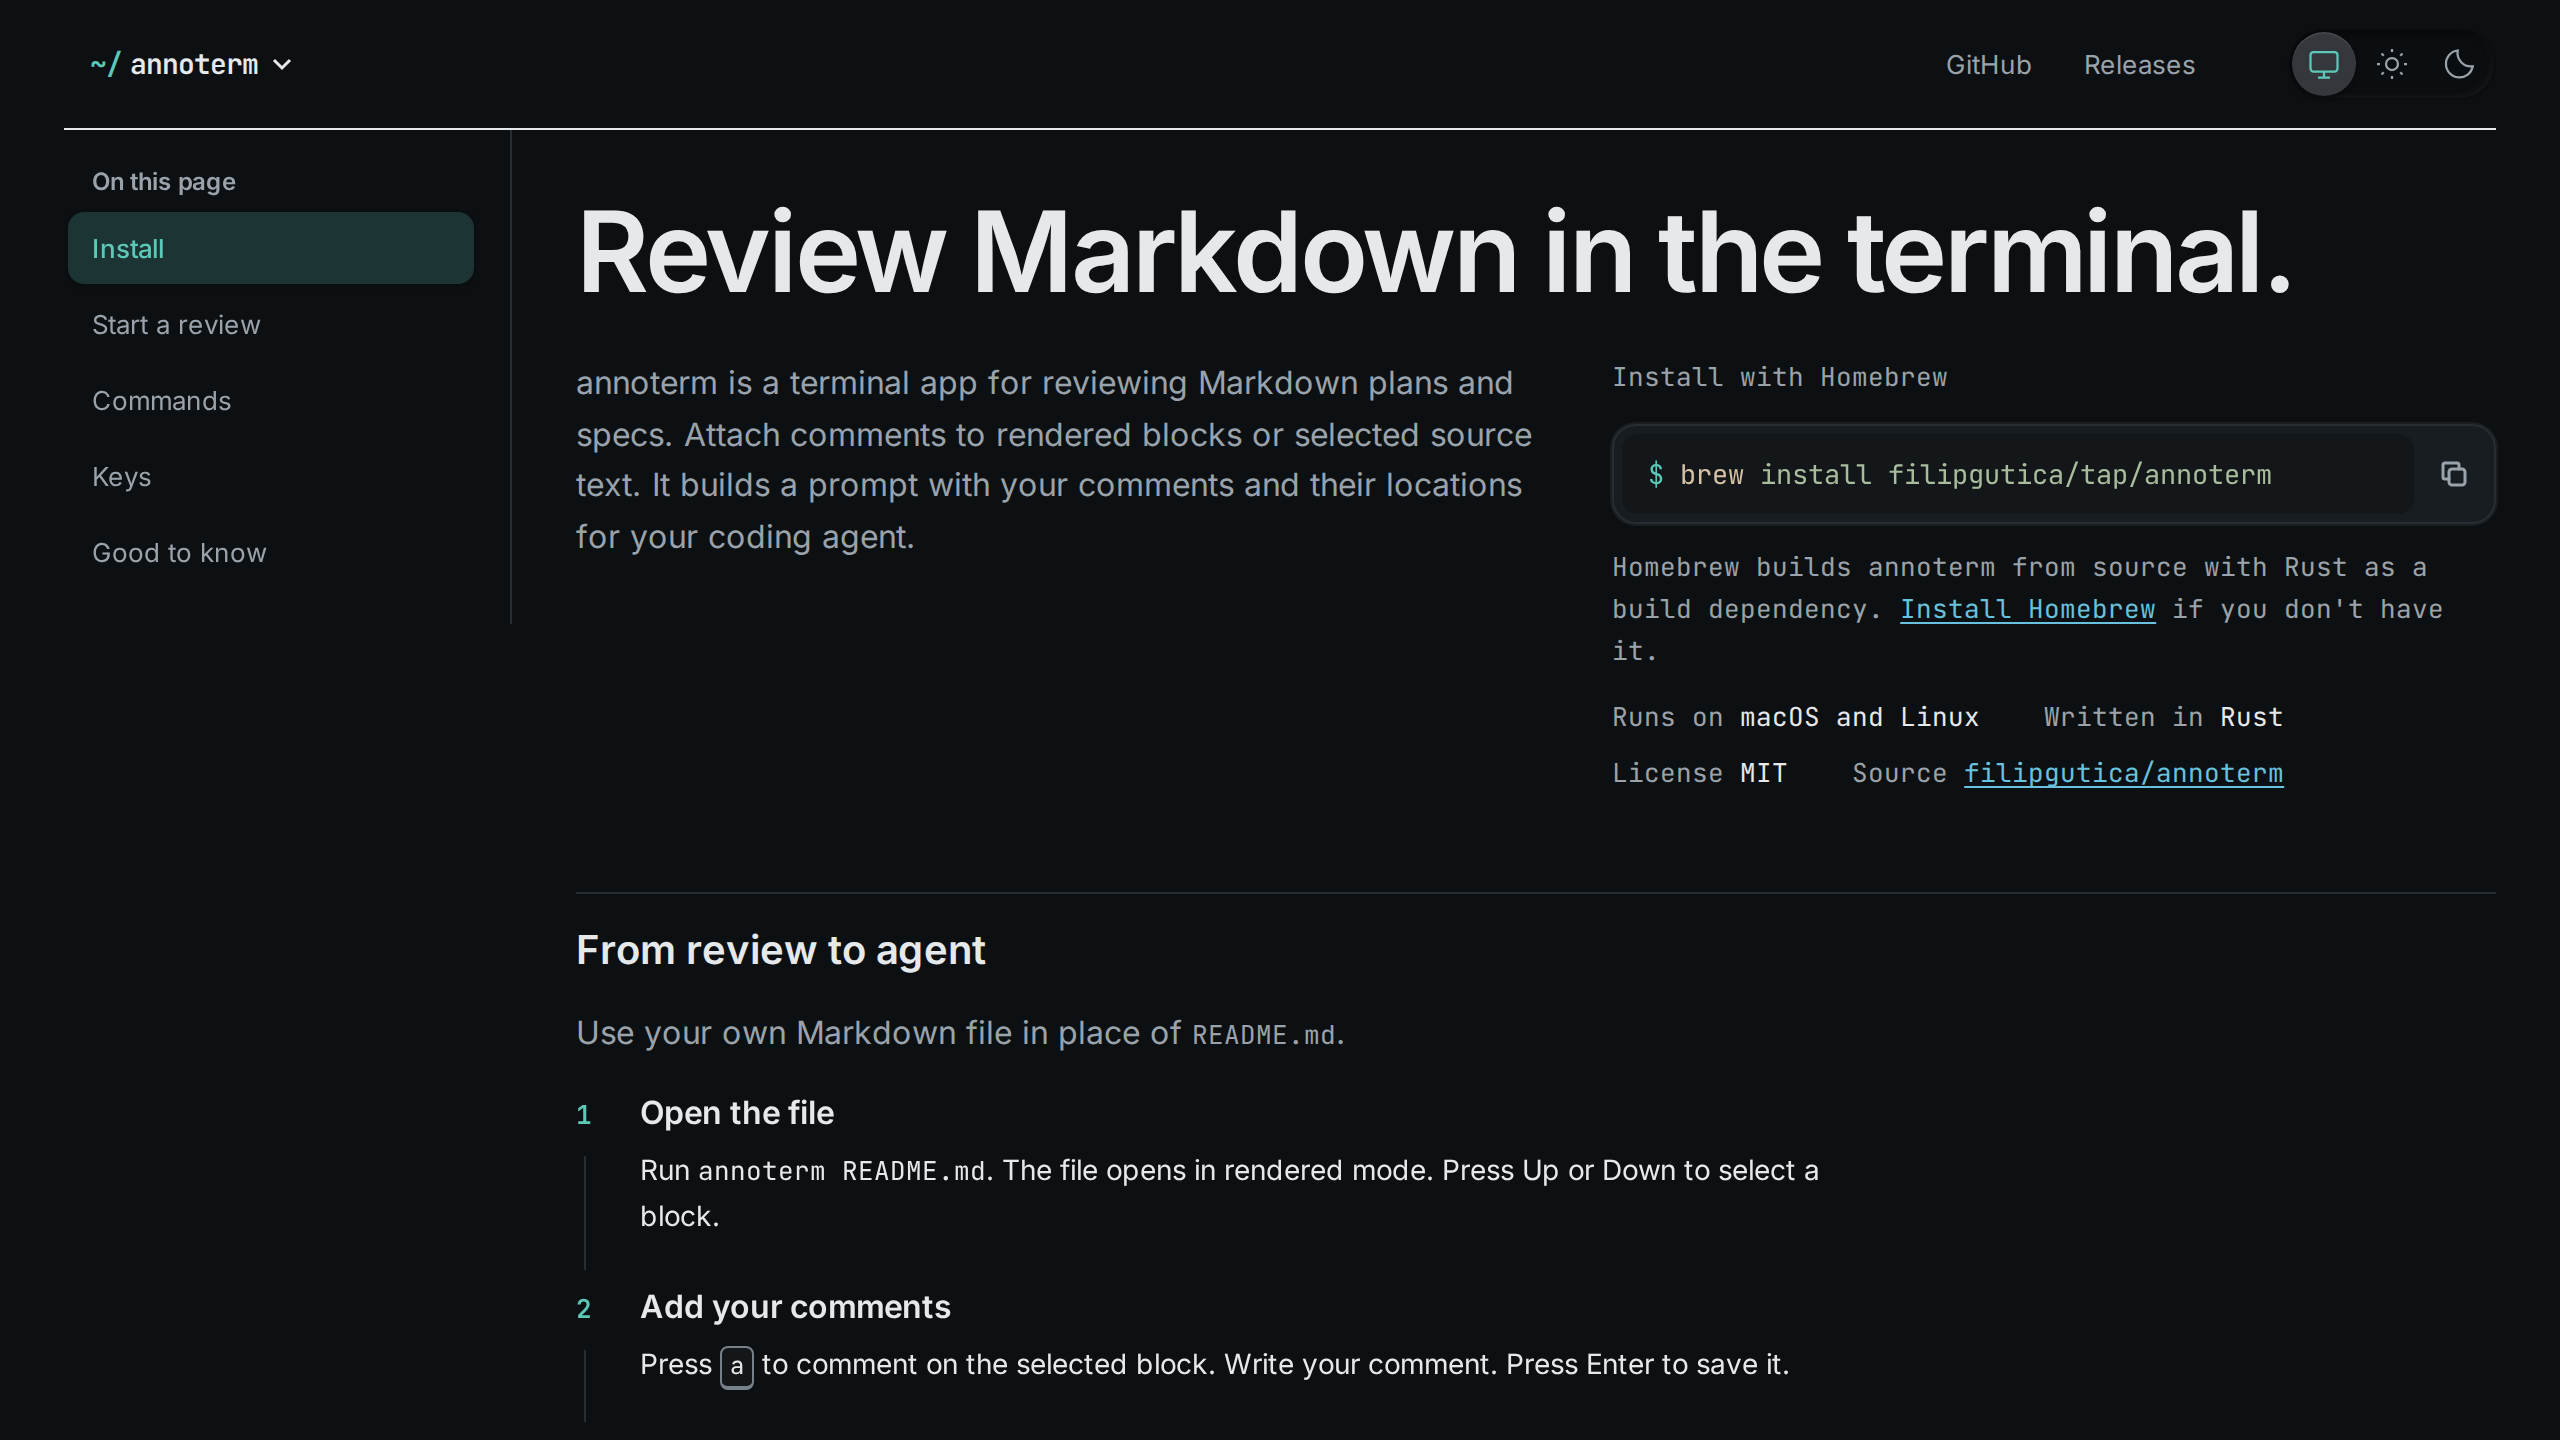 ~/ annoterm
GitHub
Releases
On this page
Install
Start a review
Commands
Keys
Good to know
Review Markdown in the terminal.
annoterm is a terminal app for reviewing Markdown plans and
specs. Attach comments to rendered blocks or selected source
text. It builds a prompt with your comments and their locations
for your coding agent.
Install with Homebrew
$ brew install filipgutica/tap/annoterm
Homebrew builds annoterm from source with Rust as a
build dependency. Install Homebrew if you don't have
it.
Runs on macOS and Linux Written in Rust
License MIT Source filipgutica/annoterm
From review to agent
Use your own Markdown file in place of README.md.
1 Open the file
Run annoterm README.md. The file opens in rendered mode. Press Up or Down to select a
block.
2 Add your comments
Press a to comment on the selected block. Write your comment. Press Enter to save it.